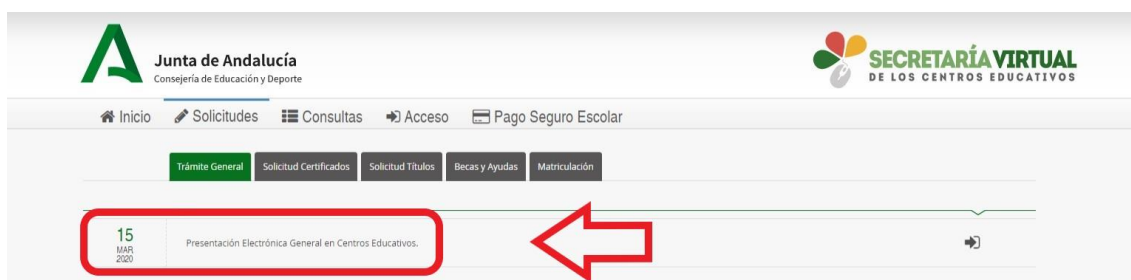 Junta de Andalucía
Consejería de Educación y Deporte
SECRETARÍA VIRTUAL
DE LOS CENTROS EDUCATIVOS
Inicio Solicitudes Consultas Acceso Pago Seguro Escolar
Trámite General Solicitud Certificados Solicitud Títulos Becas y Ayudas Matriculación
15
MAR
2020
Presentación Electrónica General en Centros Educativos.